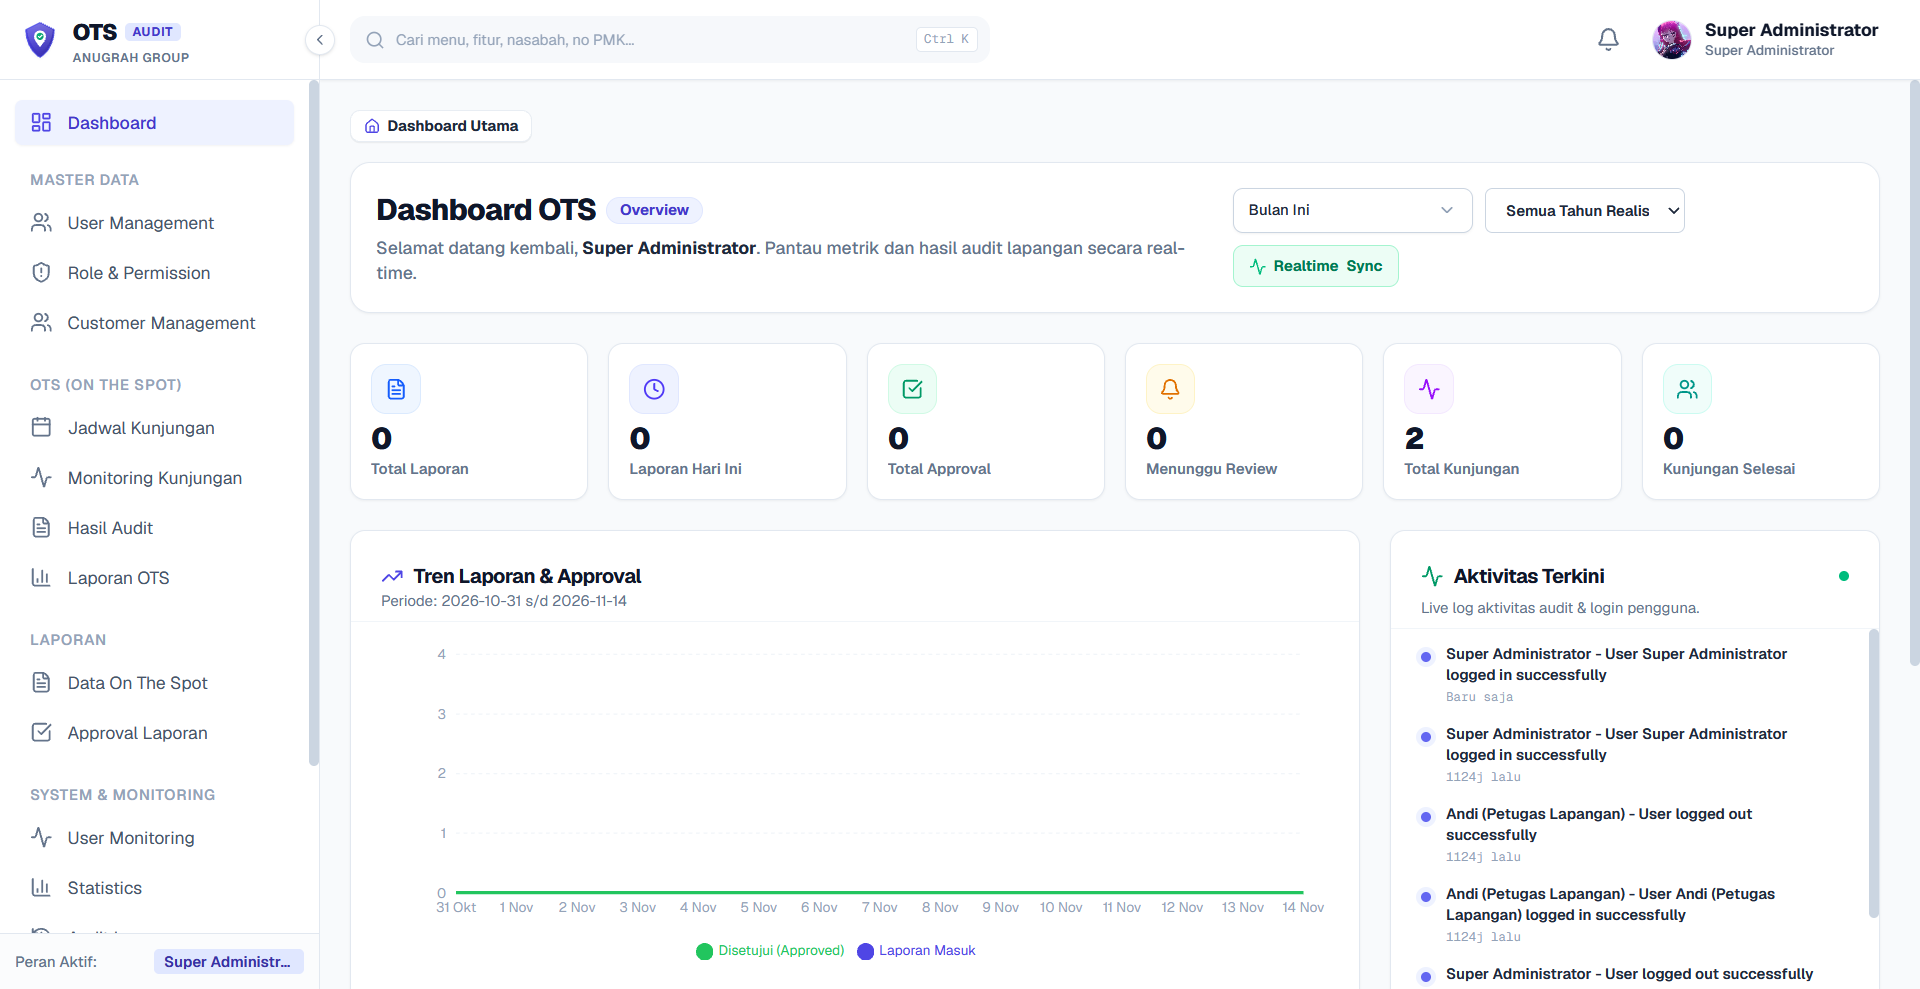 OTS AUDIT
ANUGRAH GROUP
Cari menu, fitur, nasabah, no PMK...
Ctrl K
Super Administrator
Super Administrator
Dashboard
MASTER DATA
User Management
Role & Permission
Customer Management
OTS (ON THE SPOT)
Jadwal Kunjungan
Monitoring Kunjungan
Hasil Audit
Laporan OTS
LAPORAN
Data On The Spot
Approval Laporan
SYSTEM & MONITORING
User Monitoring
Statistics
Peran Aktif:
Super Administr...
Dashboard Utama
Dashboard OTS
Overview
Selamat datang kembali, Super Administrator. Pantau metrik dan hasil audit lapangan secara real-
time.
Bulan Ini
Semua Tahun Realis
Realtime Sync
0
Total Laporan
0
Laporan Hari Ini
0
Total Approval
0
Menunggu Review
2
Total Kunjungan
0
Kunjungan Selesai
Tren Laporan & Approval
Periode: 2026-10-31 s/d 2026-11-14
4
3
2
1
0
31 Okt 1 Nov 2 Nov 3 Nov 4 Nov 5 Nov 6 Nov 7 Nov 8 Nov 9 Nov 10 Nov 11 Nov 12 Nov 13 Nov 14 Nov
Disetujui (Approved) Laporan Masuk
Aktivitas Terkini
Live log aktivitas audit & login pengguna.
Super Administrator - User Super Administrator
logged in successfully
Baru saja
Super Administrator - User Super Administrator
logged in successfully
1124j lalu
Andi (Petugas Lapangan) - User logged out
successfully
1124j lalu
Andi (Petugas Lapangan) - User Andi (Petugas
Lapangan) logged in successfully
1124j lalu
Super Administrator - User logged out successfully